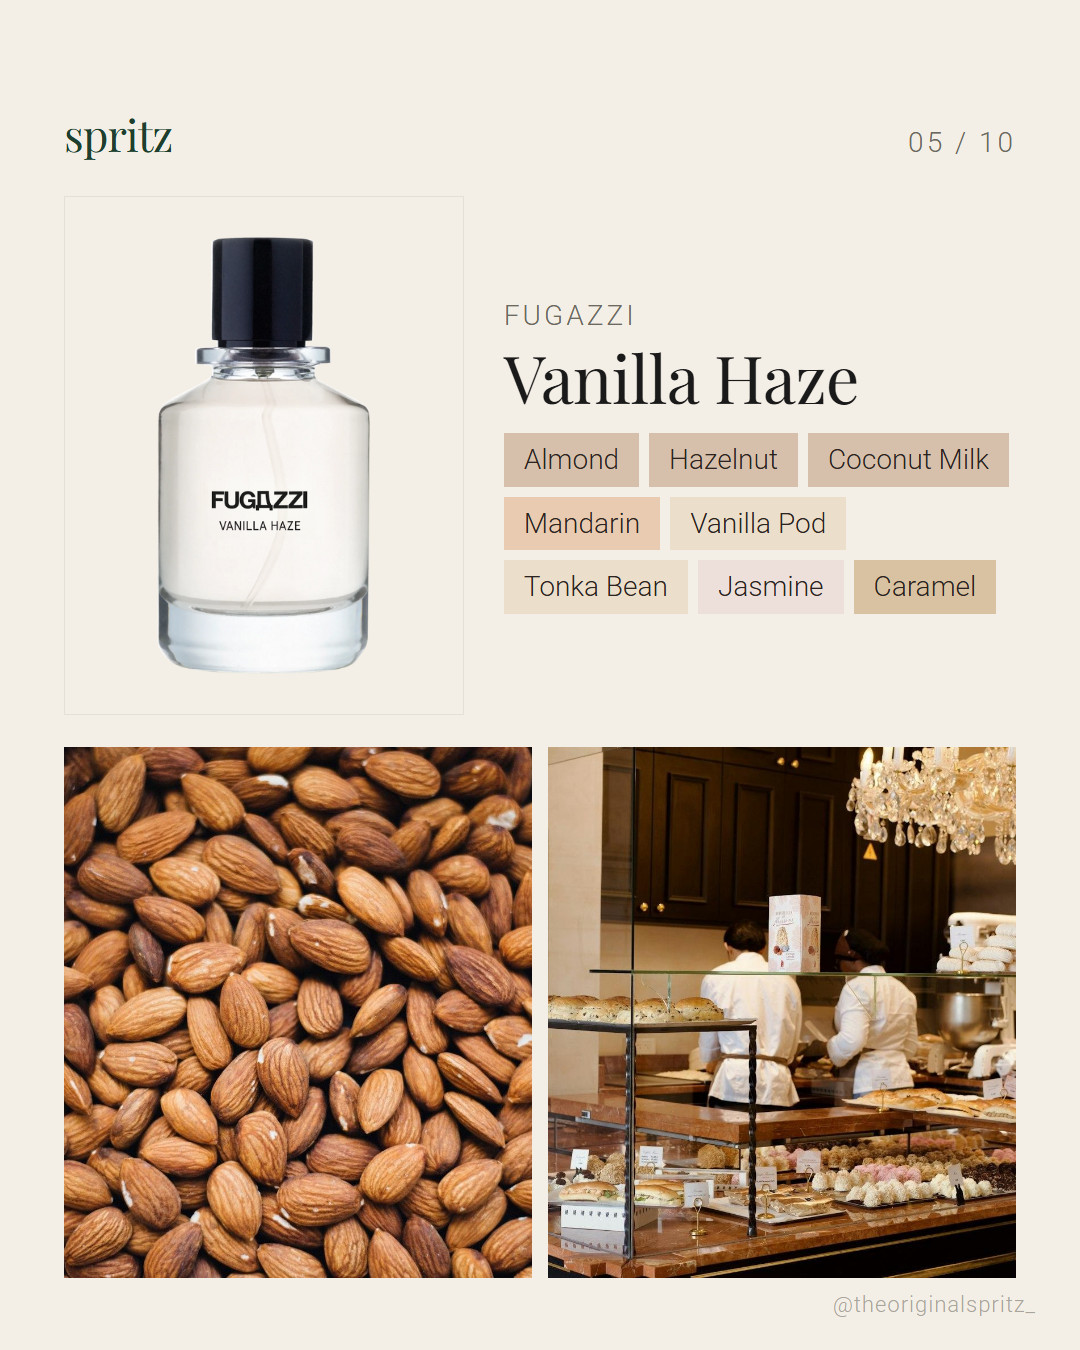 spritz
05 / 10
FUGAZZI
VANILLA HAZE
FUGAZZI
Vanilla Haze
Almond Hazelnut Coconut Milk
Mandarin Vanilla Pod
Tonka Bean Jasmine Caramel
@theoriginalspritz_